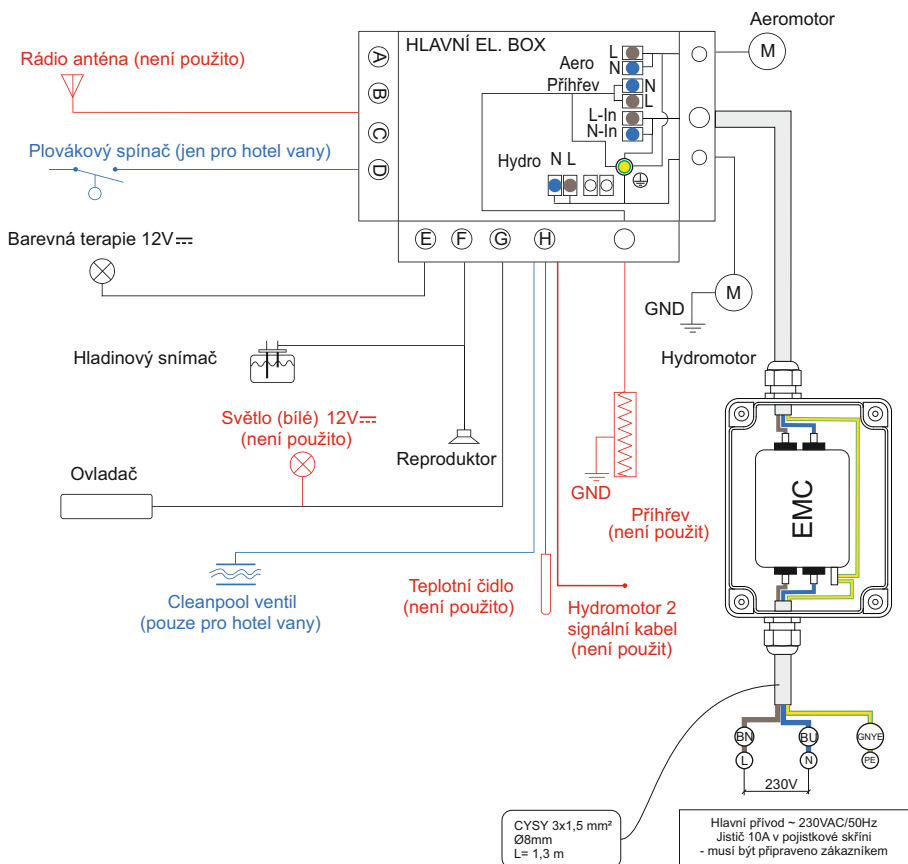 HLAVNÍ EL. BOX
Aeromotor
M
Rádio anténa (není použito)
A
B
C
D
Aero
L
N
Příhřev
N
L
L-In
N-In
Hydro N L
Plovákový spínač (jen pro hotel vany)
E
F
G
H
Barevná terapie 12V
M
GND
Hydromotor
Hladinový snímač
Světlo (bílé) 12V
(není použito)
Reproduktor
GND
Ovladač
EMC
Příhřev
(není použit)
Cleanpool ventil
(pouze pro hotel vany)
Teplotní čidlo
(není použito)
Hydromotor 2
signální kabel
(není použit)
BN
BU
GNYE
L
N
PE
230V
CYSY 3x1,5 mm²
Ø8mm
L= 1,3 m
Hlavní přívod ~ 230VAC/50Hz
Jistič 10A v pojistkové skříni
- musí být připraveno zákazníkem